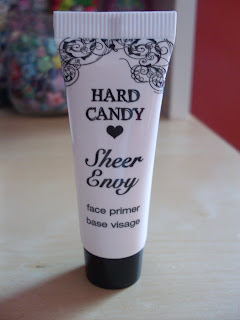 HARD
CANDY
Sheer
Envy
face primer
base visage